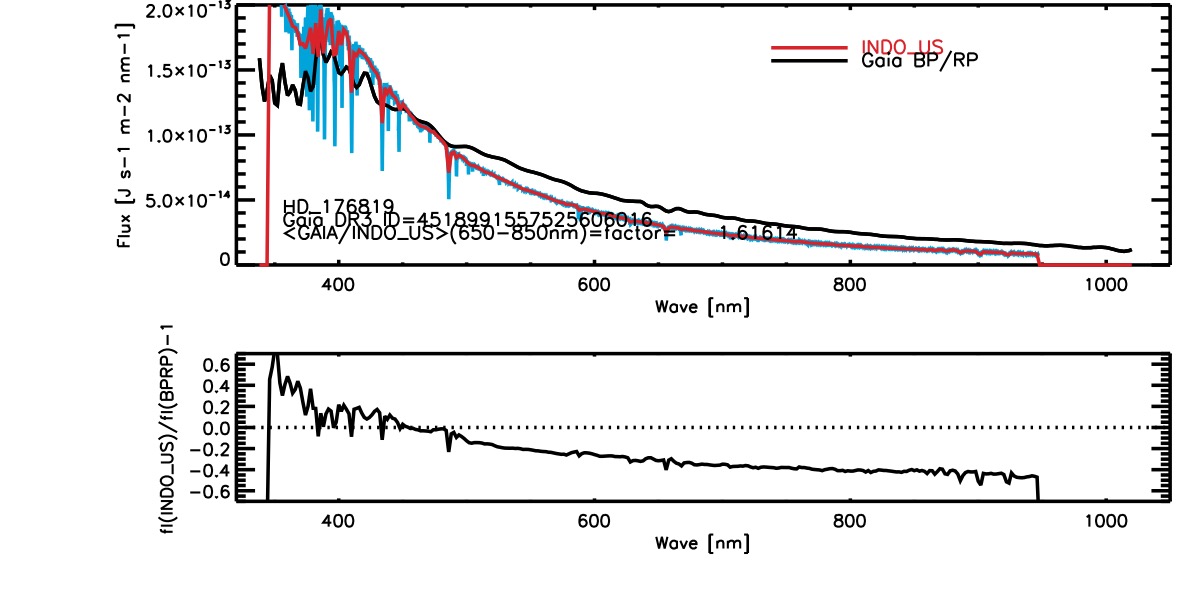 2.0×10−13
1.5×10−13
1.0×10−13
5.0×10−14
0
Flux [J s−1 m−2 nm−1]
INDO_US
Gaia BP/RP
HD_176819
Gaia DR3 ID=4518991557525606016
<GAIA/INDO_US>(650−850nm)=factor= 1.61614
400 600 800 1000
Wave [nm]
0.6
0.4
0.2
0.0
−0.2
−0.4
−0.6
fl(INDO_US)/fl(BPRP)−1
400 600 800 1000
Wave [nm]